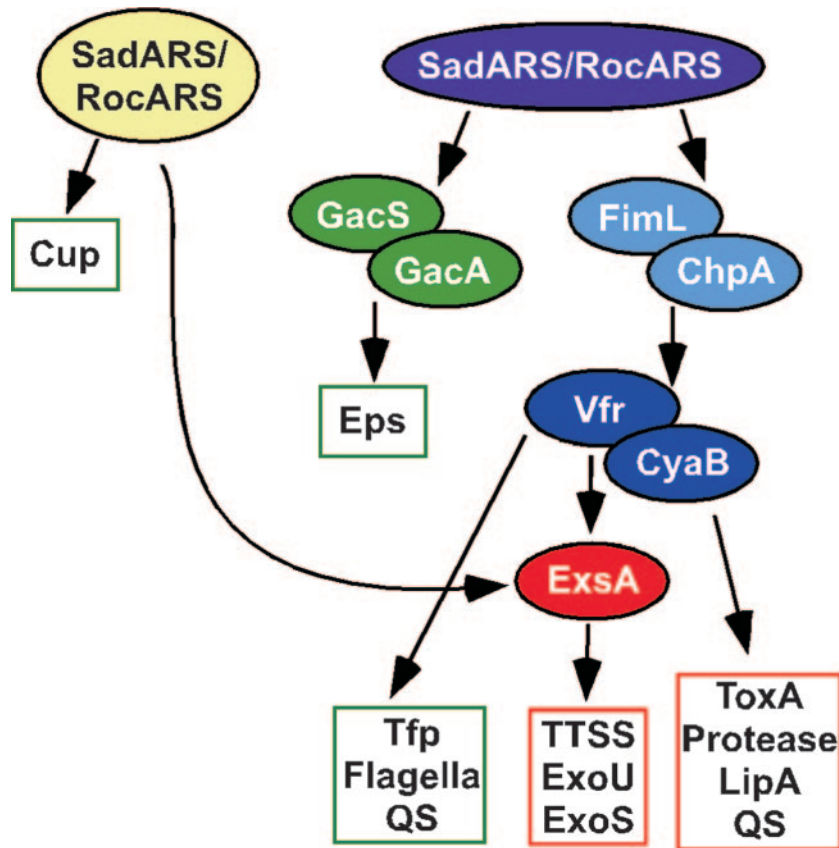 SadARS/
RocARS
SadARS/RocARS
Cup
GacS
GacA
FimL
ChpA
Eps
Vfr
CyaB
ExsA
Tfp
Flagella
QS
TTSS
ExoU
ExoS
ToxA
Protease
LipA
QS